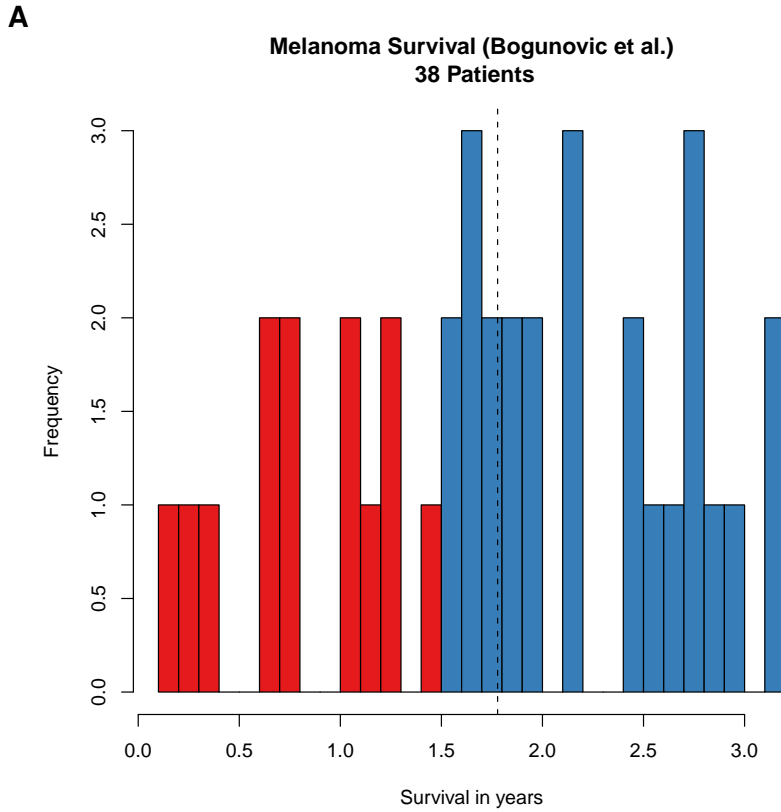 A
Melanoma Survival (Bogunovic et al.)
38 Patients
3.0
2.5
2.0
1.5
1.0
0.5
0.0
Frequency
0.0 0.5 1.0 1.5 2.0 2.5 3.0
Survival in years